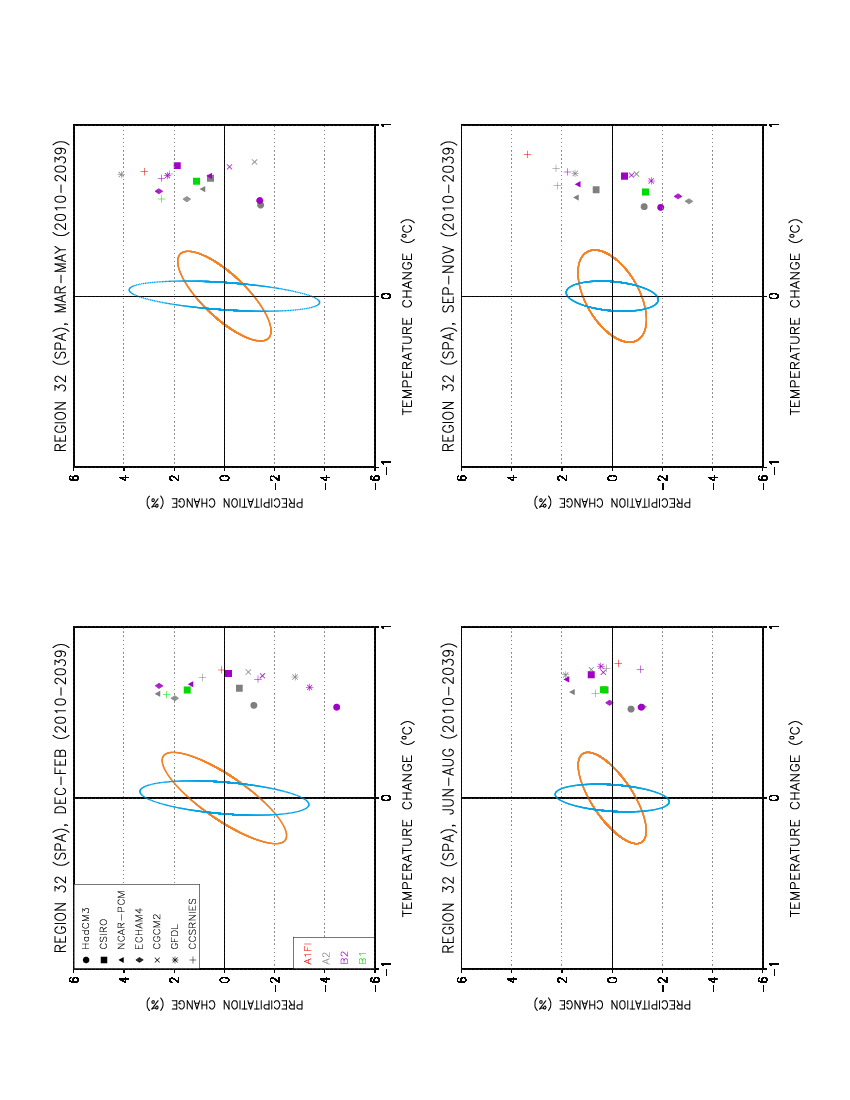 REGION 32 (SPA), DEC-FEB (2010-2039)
PRECIPITATION CHANGE (%)
6
4
2
0
-2
-4
-6
-1
0
1
TEMPERATURE CHANGE (ºC)
HadCM3
CSIRO
NCAR-PCM
ECHAM4
CGCM2
GFDL
CCSRNIES
A1FI
A2
B2
B1
REGION 32 (SPA), MAR-MAY (2010-2039)
PRECIPITATION CHANGE (%)
6
4
2
0
-2
-4
-6
-1
0
1
TEMPERATURE CHANGE (ºC)
REGION 32 (SPA), JUN-AUG (2010-2039)
PRECIPITATION CHANGE (%)
6
4
2
0
-2
-4
-6
-1
0
1
TEMPERATURE CHANGE (ºC)
REGION 32 (SPA), SEP-NOV (2010-2039)
PRECIPITATION CHANGE (%)
6
4
2
0
-2
-4
-6
-1
0
1
TEMPERATURE CHANGE (ºC)